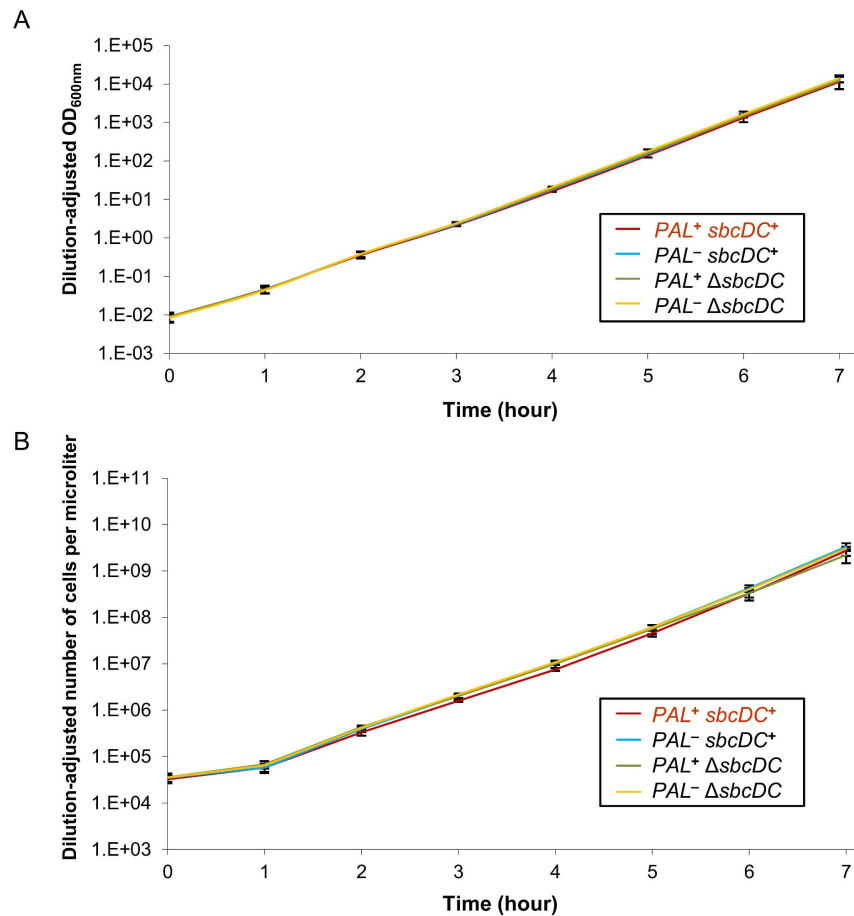 A
Dilution-adjusted OD600nm
1.E+05
1.E+04
1.E+03
1.E+02
1.E+01
1.E+00
1.E-01
1.E-02
1.E-03
PAL+ sbcDC+
PAL– sbcDC+
PAL+ ΔsbcDC
PAL– ΔsbcDC
0 1 2 3 4 5 6 7
Time (hour)
B
Dilution-adjusted number of cells per microliter
1.E+11
1.E+10
1.E+09
1.E+08
1.E+07
1.E+06
1.E+05
1.E+04
1.E+03
PAL+ sbcDC+
PAL– sbcDC+
PAL+ ΔsbcDC
PAL– ΔsbcDC
0 1 2 3 4 5 6 7
Time (hour)